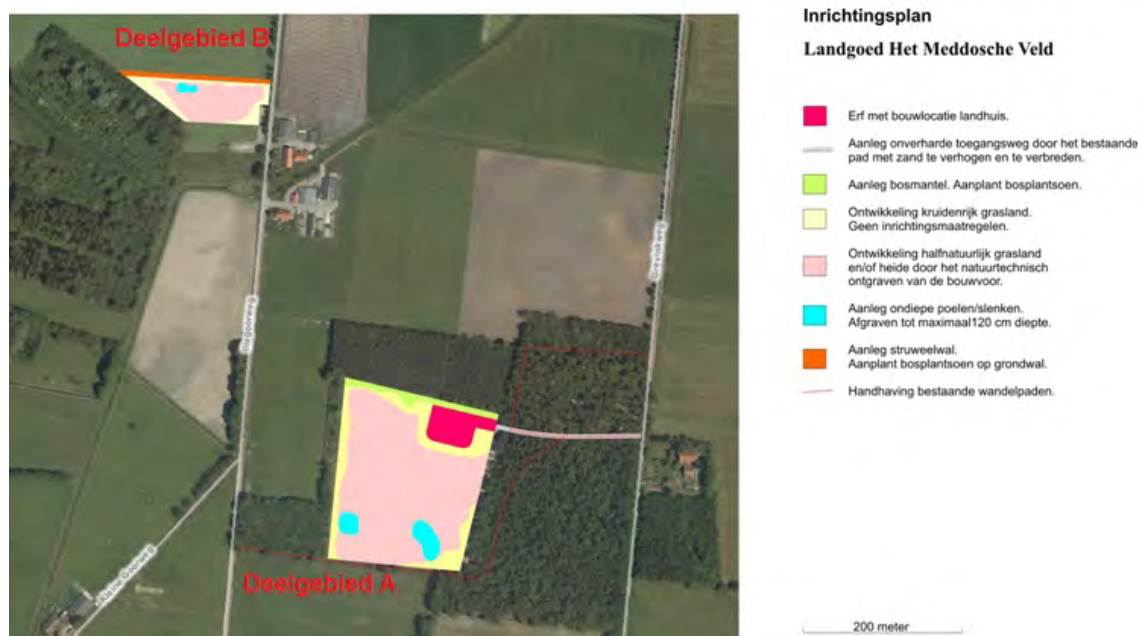 Deelgebied B
Deelgebied A
Kleine Goorweg
Inrichtingsplan
Landgoed Het Meddosche Veld
Erf met bouwlocatie landhuis.
Aanleg onverharde toegangsweg door het bestaande
pad met zand te verhogen en te verbreden.
Aanleg bosmantel. Aanplant bosplantsoen.
Ontwikkeling kruidenrijk grasland.
Geen inrichtingsmaatregelen.
Ontwikkeling halfnatuurlijk grasland
en/of heide door het natuurtechnisch
ontgraven van de bouwvoor.
Aanleg ondiepe poelen/slenken.
Afgraven tot maximaal120 cm diepte.
Aanleg struweelwal.
Aanplant bosplantsoen op grondwal.
Handhaving bestaande wandelpaden.
200 meter